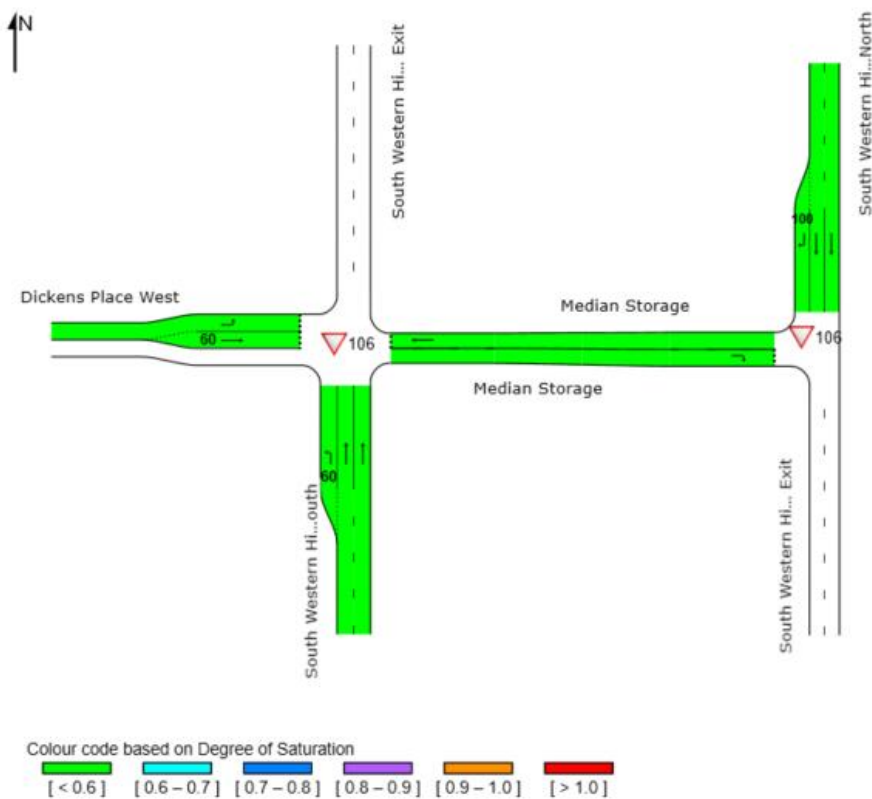 N
South Western Hi... Exit
South Western Hi...North
100
Dickens Place West
Median Storage
60
106
106
Median Storage
60
South Western Hi...outh
South Western Hi... Exit
Colour code based on Degree of Saturation
[ < 0.6 ] [ 0.6 – 0.7 ] [ 0.7 – 0.8 ] [ 0.8 – 0.9 ] [ 0.9 – 1.0 ] [ > 1.0 ]